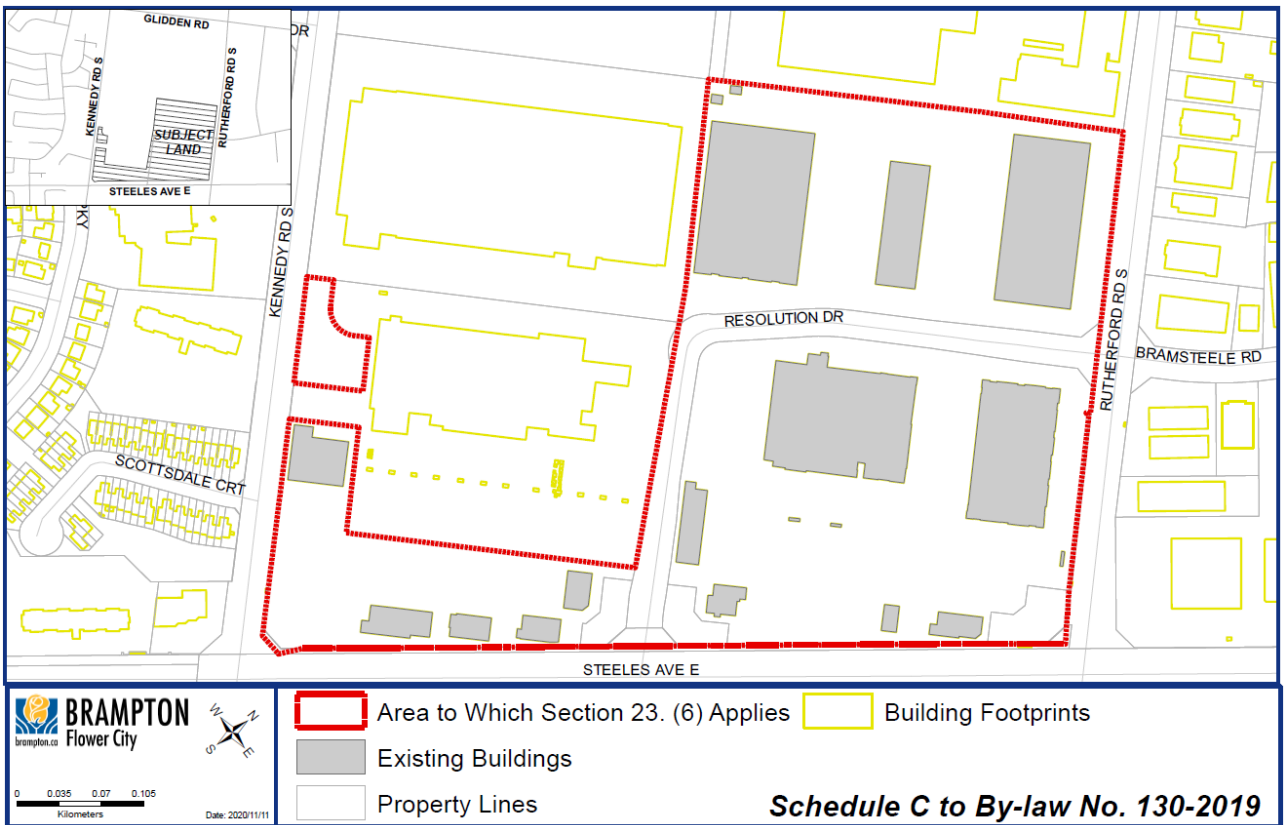 GLIDDEN RD
KENNEDY RD S
RUTHERFORD RD S
SUBJECT
LAND
STEELES AVE E
DR
PKY
KENNEDY RD S
RESOLUTION DR
RUTHERFORD RD S
BRAMSTEELE RD
SCOTTSDALE CRT
STEELES AVE E
BRAMPTON
brampton.ca Flower City
W N
S E
0 0.035 0.07 0.105
Kilometers
Date: 2020/11/11
Area to Which Section 23. (6) Applies
Building Footprints
Existing Buildings
Property Lines
Schedule C to By-law No. 130-2019